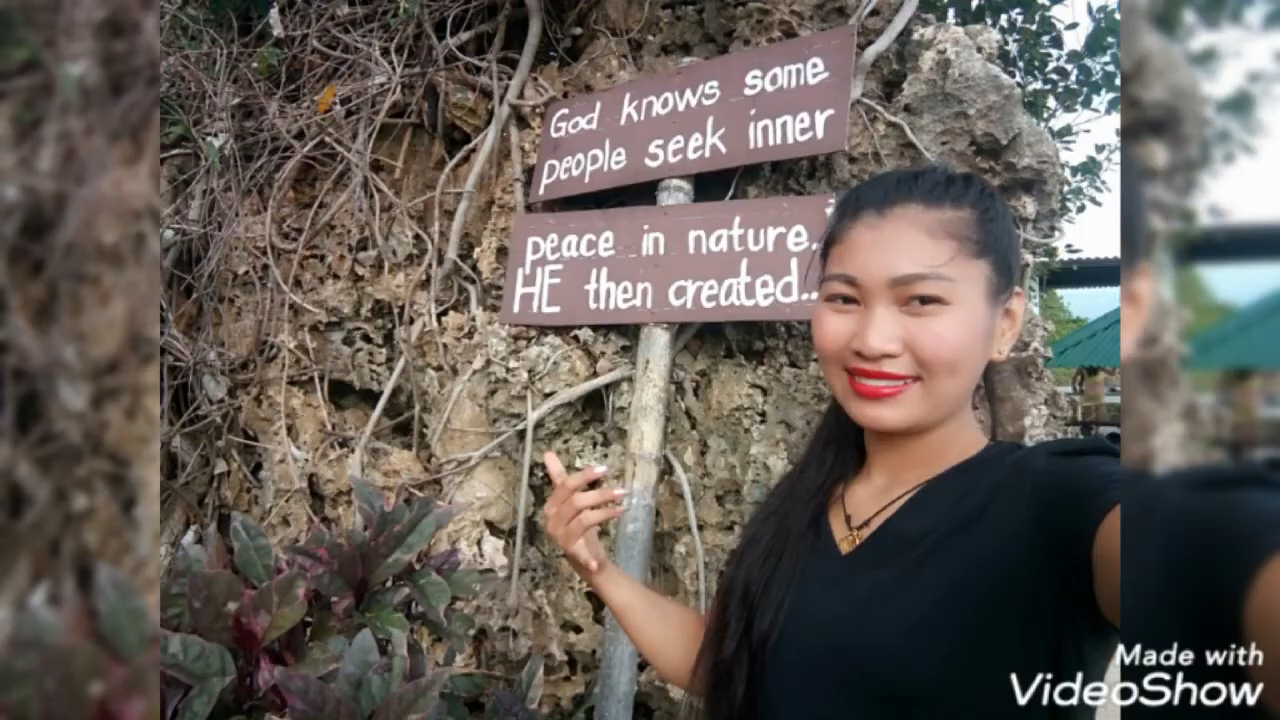 God knows some
people seek inner
peace in nature.
HE then created..
Made with
VideoShow